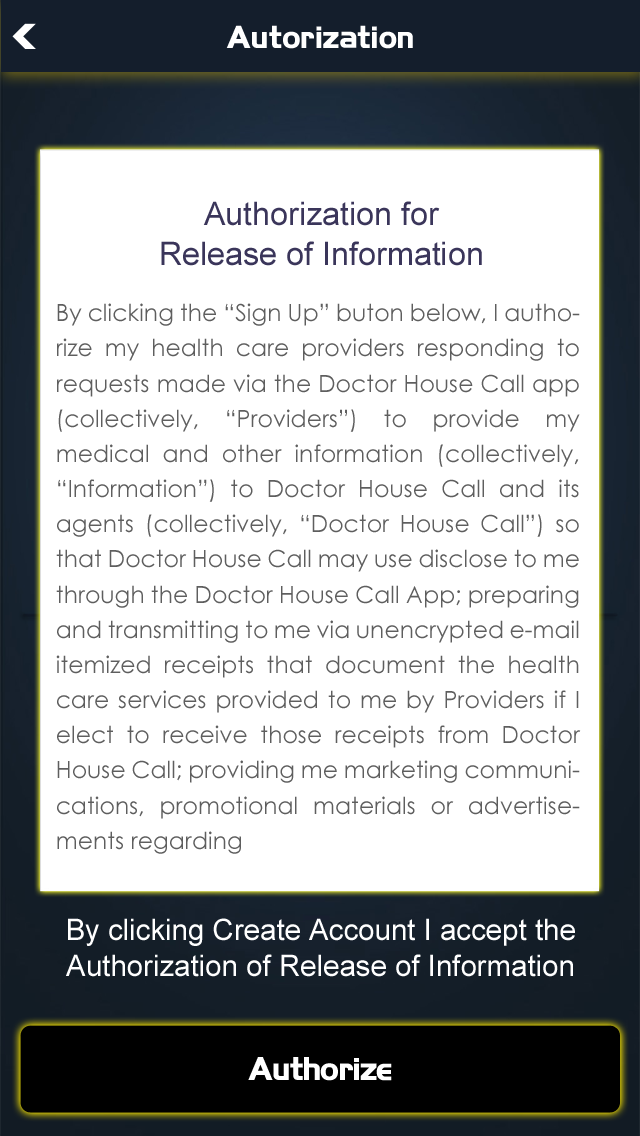 Autorization
Authorization for
Release of Information
By clicking the “Sign Up” buton below, I autho-
rize my health care providers responding to
requests made via the Doctor House Call app
(collectively, “Providers”) to provide my
medical and other information (collectively,
“Information”) to Doctor House Call and its
agents (collectively, “Doctor House Call”) so
that Doctor House Call may use disclose to me
through the Doctor House Call App; preparing
and transmitting to me via unencrypted e-mail
itemized receipts that document the health
care services provided to me by Providers if I
elect to receive those receipts from Doctor
House Call; providing me marketing communi-
cations, promotional materials or advertise-
ments regarding
By clicking Create Account I accept the
Authorization of Release of Information
Authorize